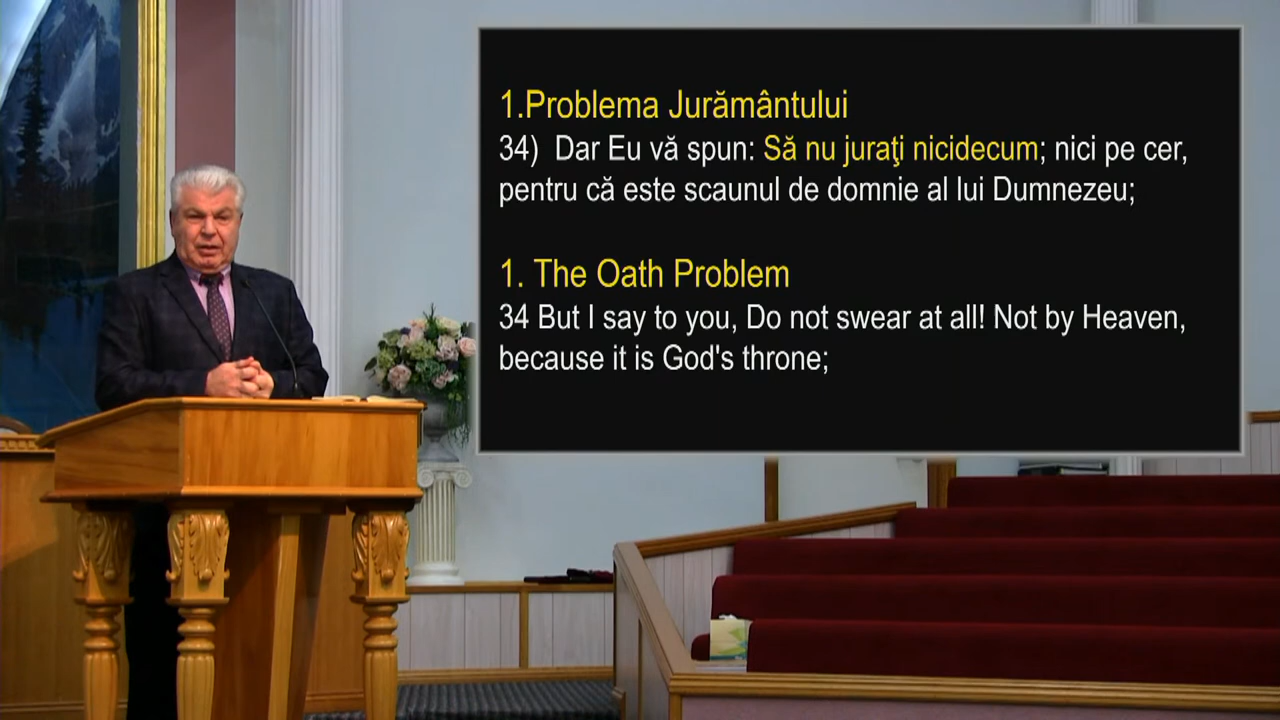 1.Problema Jurământului
34) Dar Eu vă spun: Să nu juraţi nicidecum; nici pe cer,
pentru că este scaunul de domnie al lui Dumnezeu;
1. The Oath Problem
34 But I say to you, Do not swear at all! Not by Heaven,
because it is God's throne;